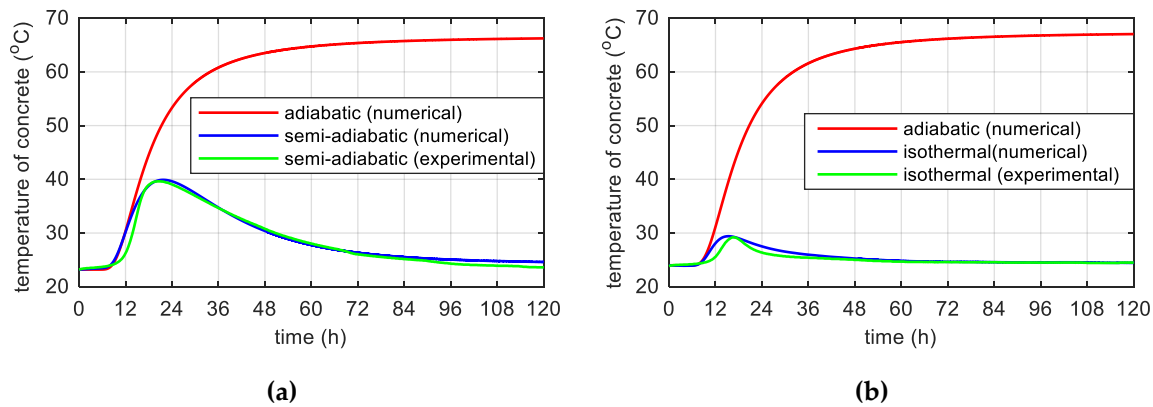 temperature of concrete (°C)
70
60
50
40
30
20
adiabatic (numerical)
semi-adiabatic (numerical)
semi-adiabatic (experimental)
0 12 24 36 48 60 72 84 96 108 120
time (h)
(a)
temperature of concrete (°C)
70
60
50
40
30
20
adiabatic (numerical)
isothermal(numerical)
isothermal (experimental)
0 12 24 36 48 60 72 84 96 108 120
time (h)
(b)